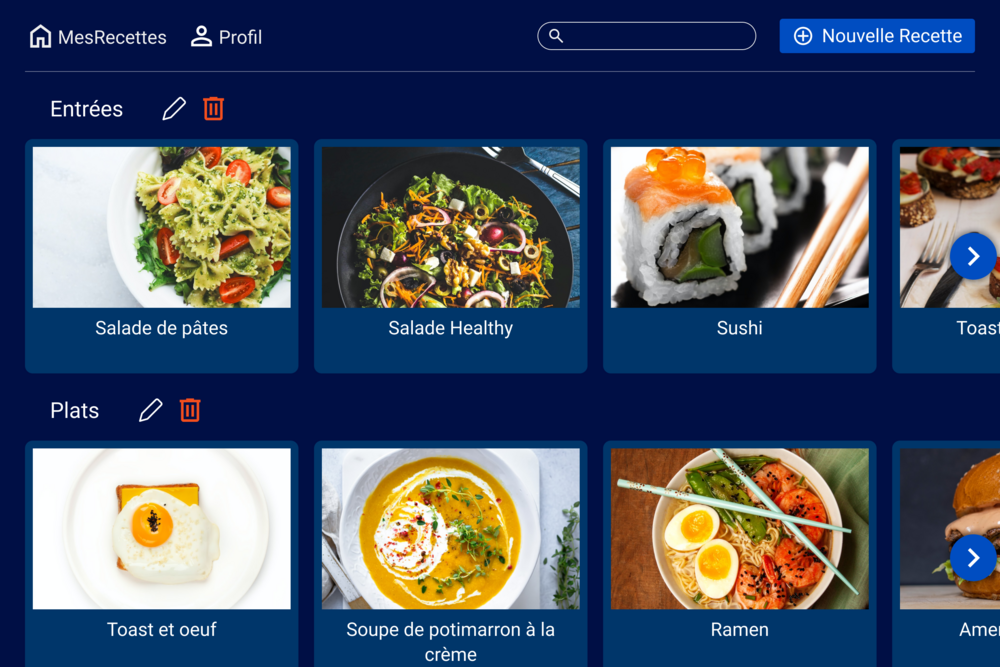 MesRecettes
Profil
Nouvelle Recette
Entrées
Salade de pâtes
Salade Healthy
Sushi
Toast
Plats
Toast et oeuf
Soupe de potimarron à la
crème
Ramen
Amer